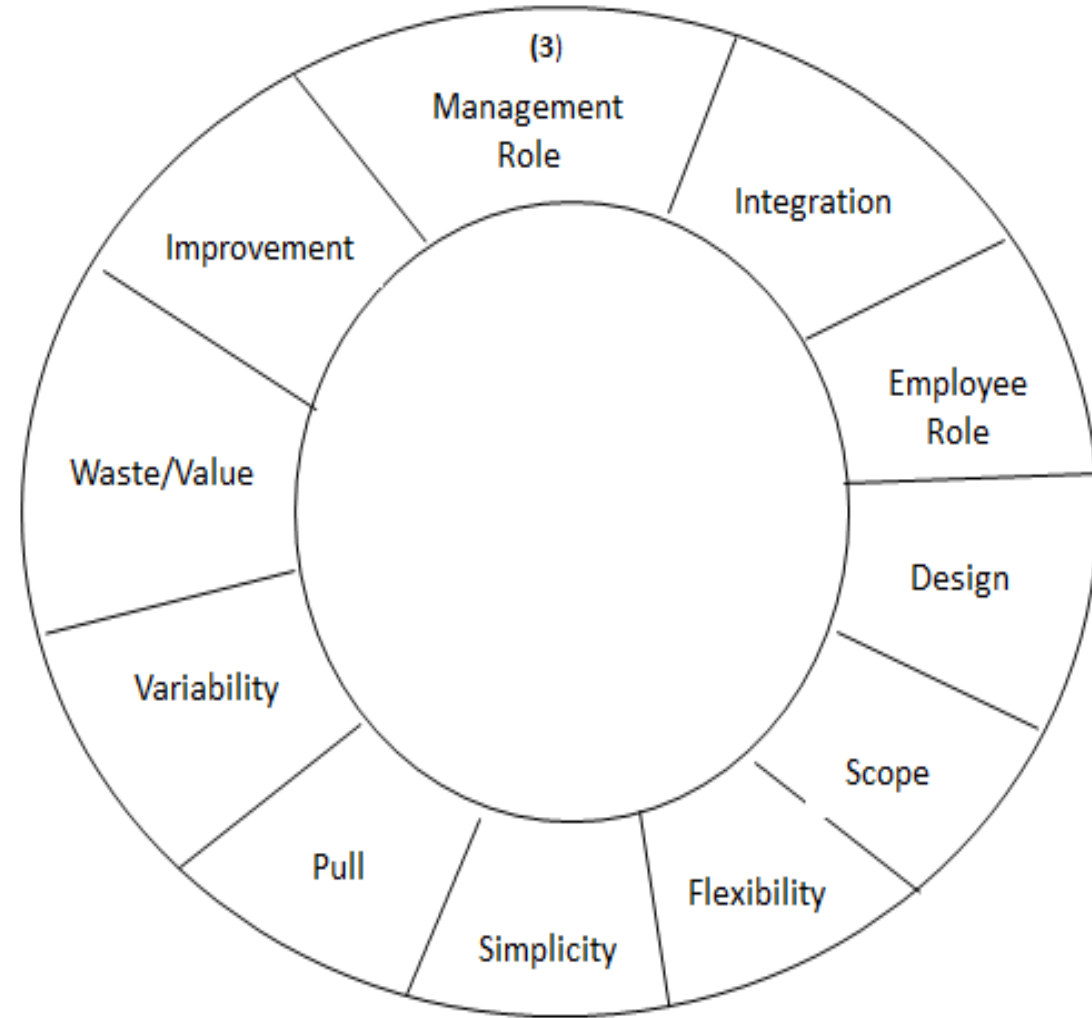 (3)
Management
Role
Integration
Employee
Role
Design
Scope
Flexibility
Simplicity
Pull
Variability
Waste/Value
Improvement